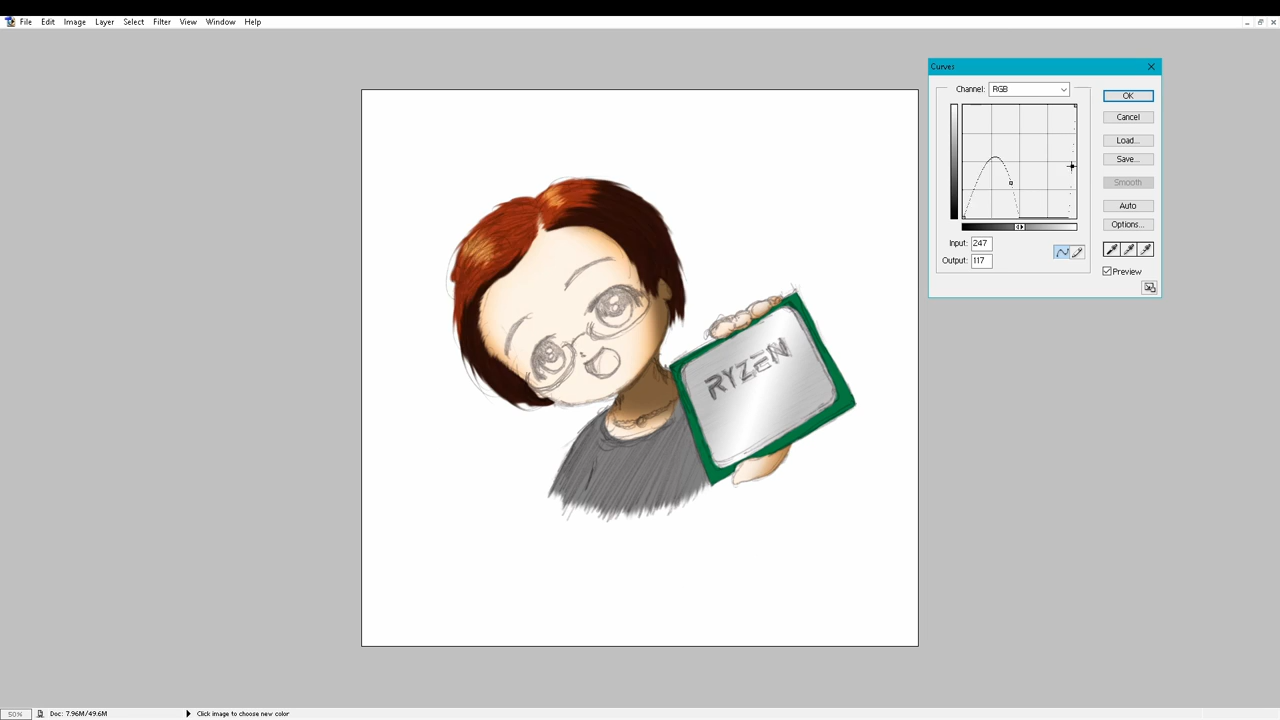 File Edit Image Layer Select Filter View Window Help
Curves
Channel: RGB
OK
Cancel
Load...
Save...
Smooth
Auto
Options...
Input: 247
Output: 117
Preview
RYZEN
50% Doc: 7.96M/49.6M Click image to choose new color